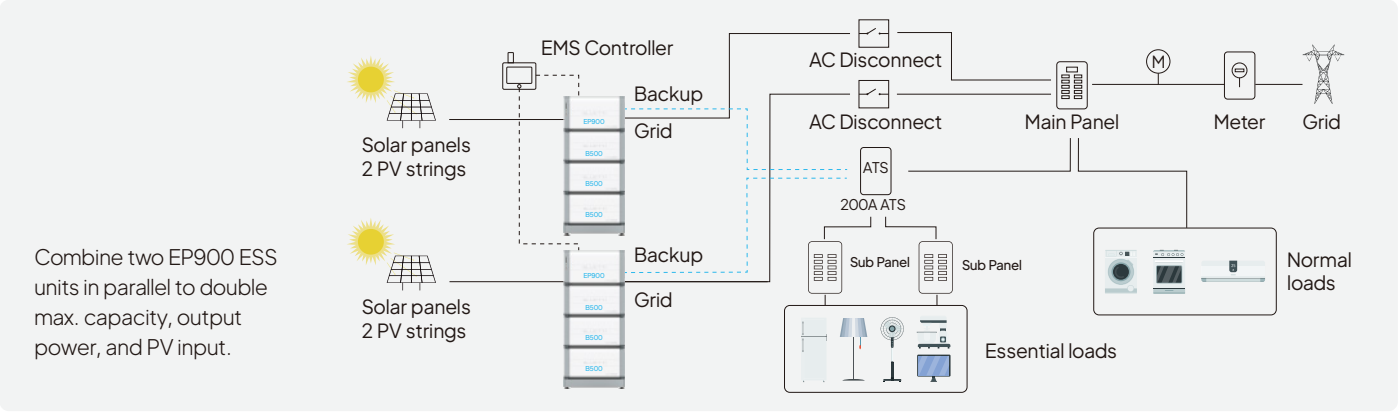 EMS Controller
AC Disconnect
Backup
EP900
Grid
Solar panels
2 PV strings
B500
B500
B500
AC Disconnect
M
Main Panel
Meter
Grid
ATS
200A ATS
Combine two EP900 ESS
units in parallel to double
max. capacity, output
power, and PV input.
Solar panels
2 PV strings
Backup
EP900
Grid
B500
B500
B500
Sub Panel
Sub Panel
Normal
loads
Essential loads